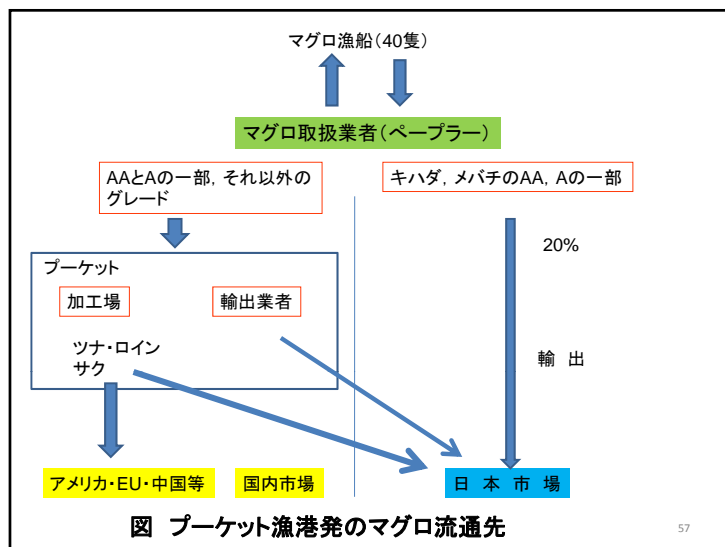 マグロ漁船(40隻)
マグロ取扱業者(ペープラー)
AAとAの一部，それ以外の
グレード
キハダ，メバチのAA，Aの一部
20%
プーケット
加工場
輸出業者
ツナ・ロイン
サク
輸 出
アメリカ・EU・中国等
国内市場
日 本 市 場
図 プーケット漁港発のマグロ流通先
57